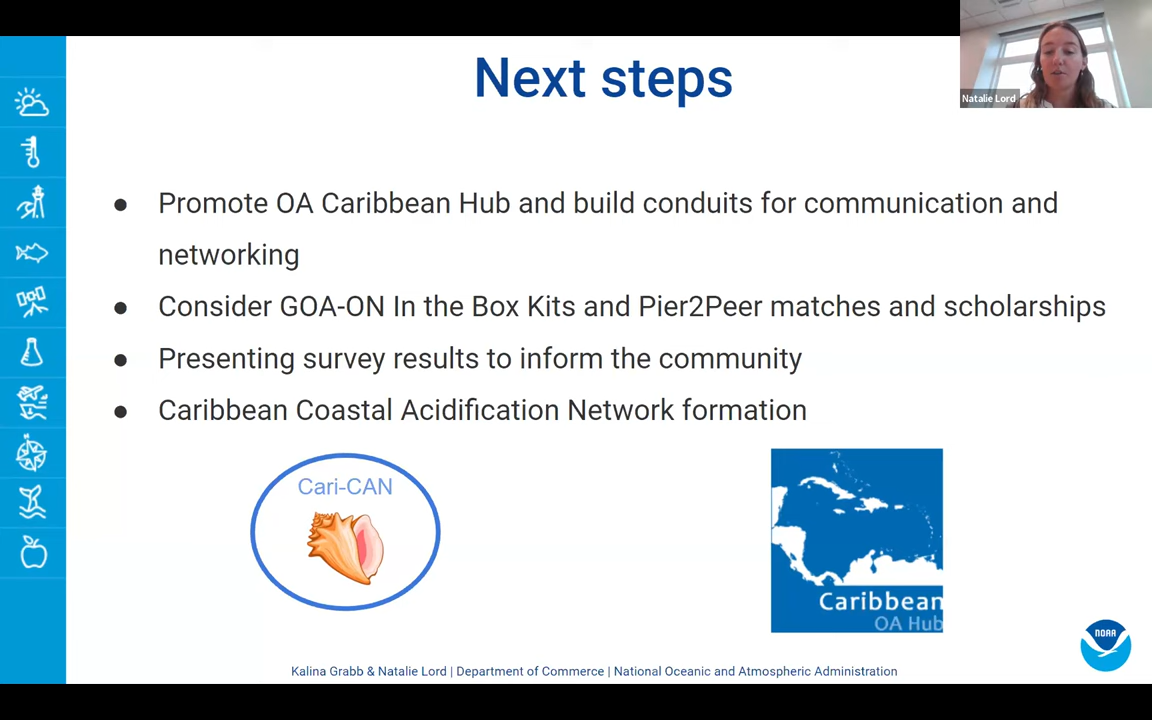 Next steps
Natalie Lord
● Promote OA Caribbean Hub and build conduits for communication and
networking
● Consider GOA-ON In the Box Kits and Pier2Peer matches and scholarships
● Presenting survey results to inform the community
● Caribbean Coastal Acidification Network formation
Cari-CAN
Caribbean
OA Hub
NOAA
Kalina Grabb & Natalie Lord | Department of Commerce | National Oceanic and Atmospheric Administration